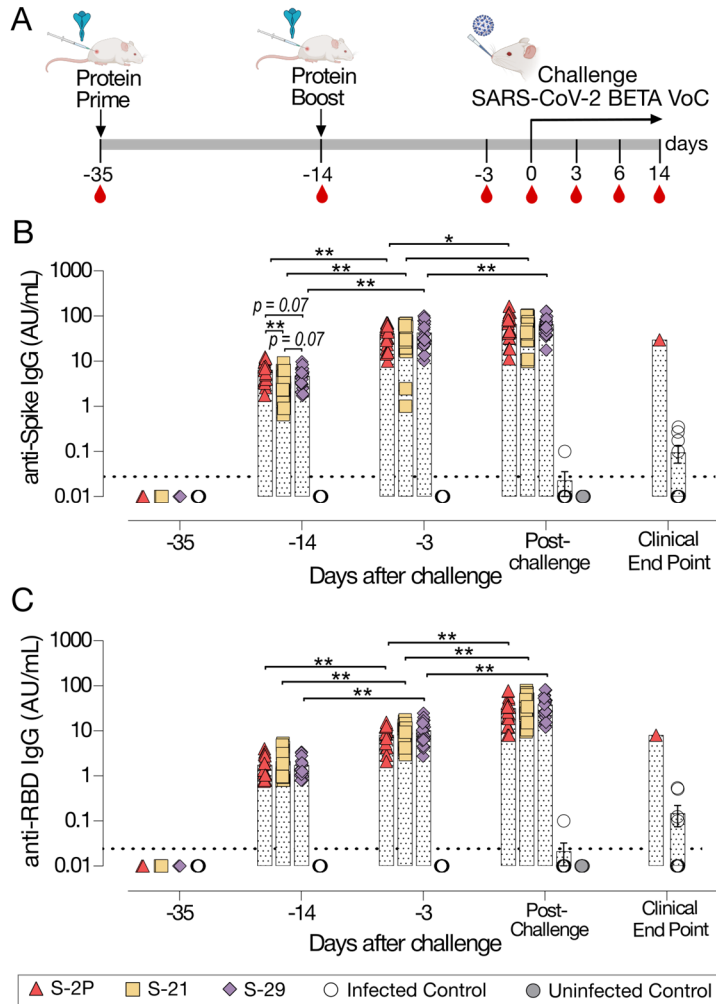 A
Protein
Prime
Protein
Boost
Challenge
SARS-CoV-2 BETA VoC
days
-35
-14
-3
0
3
6
14
B
anti-Spike IgG (AU/mL)
1000
100
10
1
0.1
0.01
**
**
**
*
**
p = 0.07
**
p = 0.07
-35
-14
-3
Post-
challenge
Clinical
End Point
Days after challenge
C
anti-RBD IgG (AU/mL)
1000
100
10
1
0.1
0.01
**
**
**
**
**
**
-35
-14
-3
Post-
Challenge
Clinical
End Point
Days after challenge
S-2P S-21 S-29 Infected Control Uninfected Control